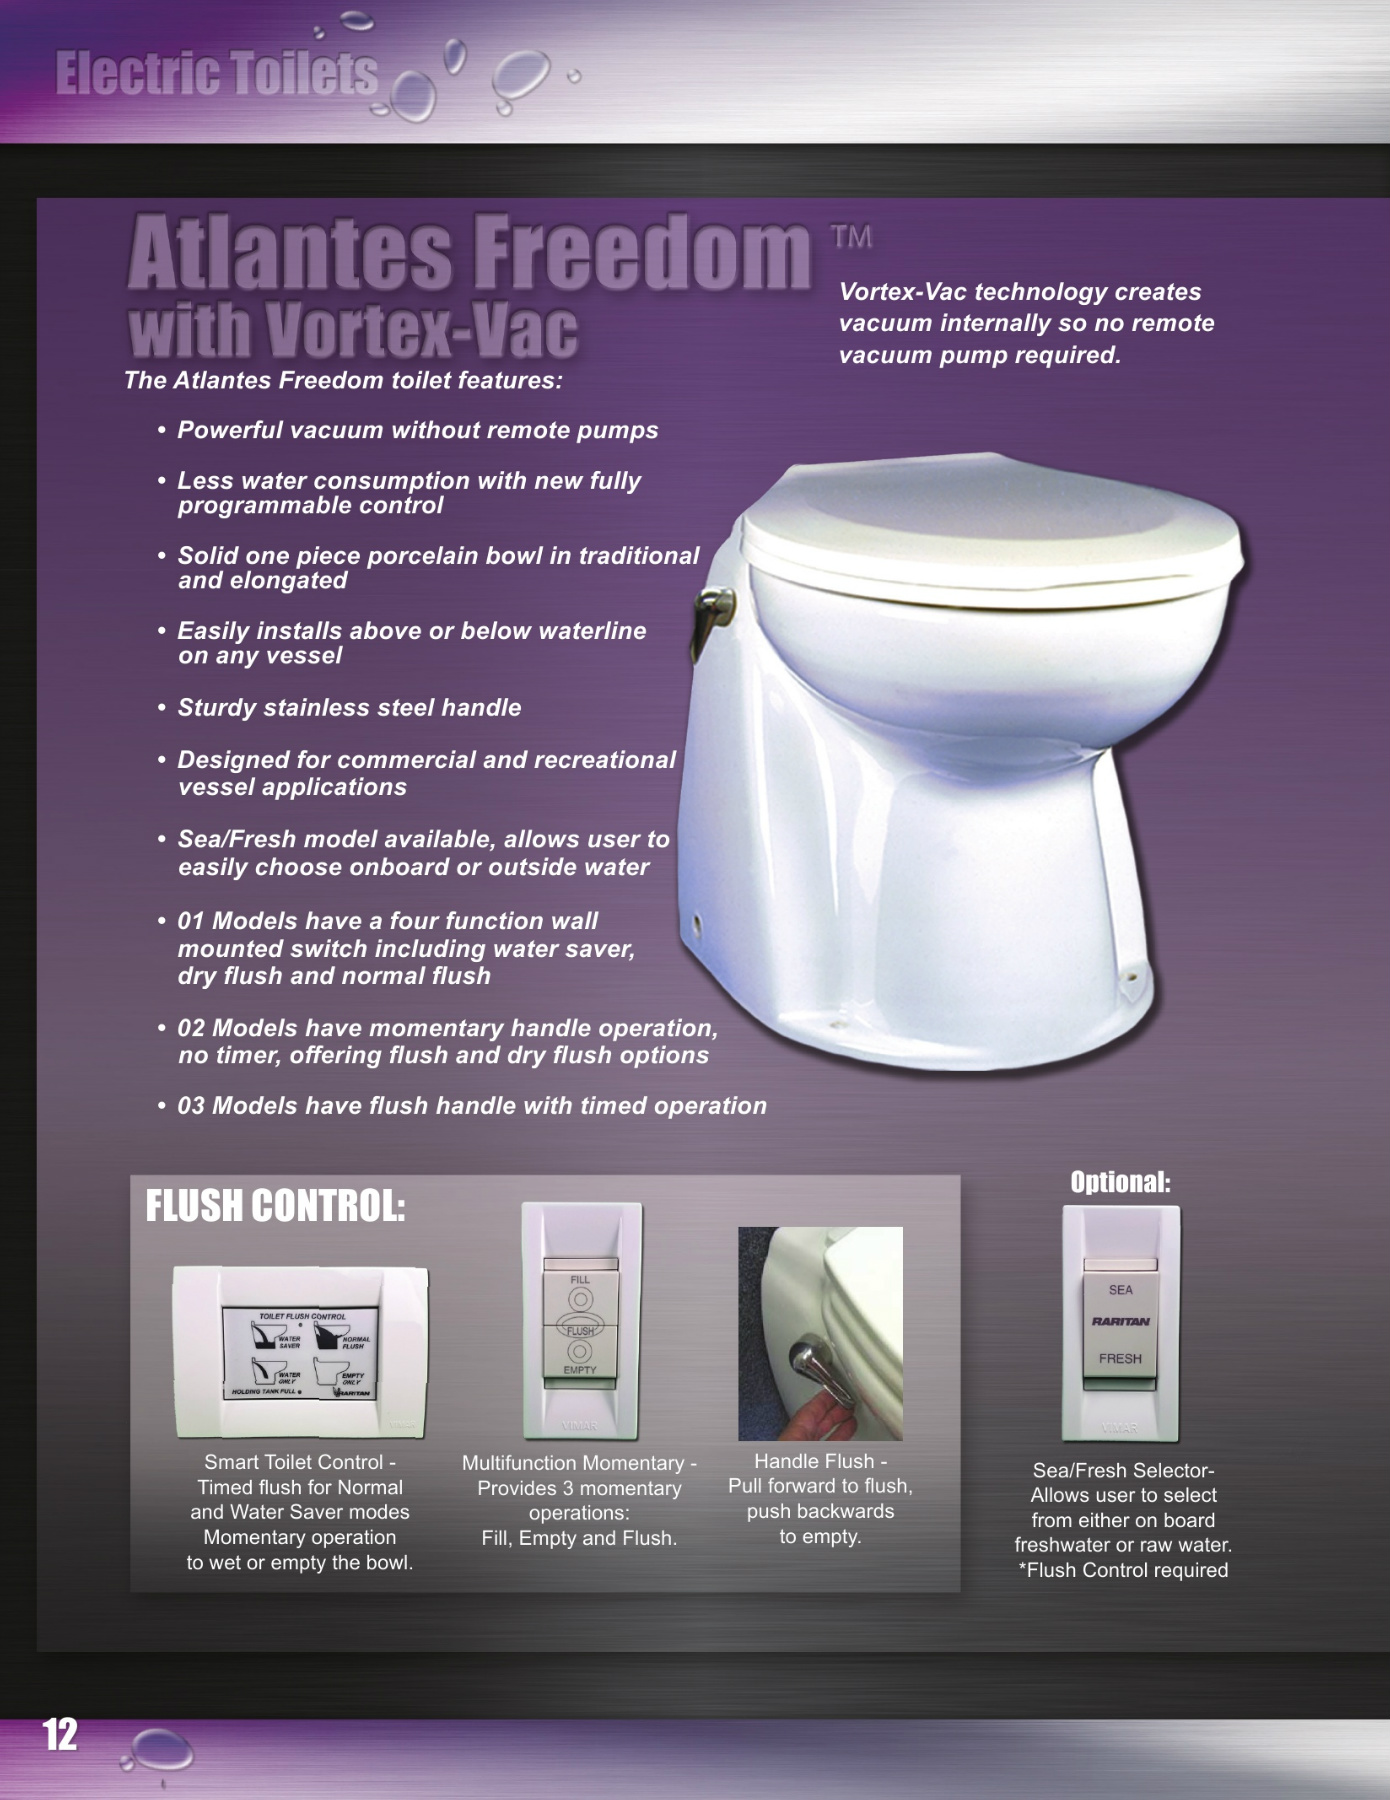 Electric Toilets
Atlantes Freedom ™
with Vortex-Vac
Vortex-Vac technology creates
vacuum internally so no remote
vacuum pump required.
The Atlantes Freedom toilet features:
• Powerful vacuum without remote pumps
• Less water consumption with new fully
programmable control
• Solid one piece porcelain bowl in traditional
and elongated
• Easily installs above or below waterline
on any vessel
• Sturdy stainless steel handle
• Designed for commercial and recreational
vessel applications
• Sea/Fresh model available, allows user to
easily choose onboard or outside water
• 01 Models have a four function wall
mounted switch including water saver,
dry flush and normal flush
• 02 Models have momentary handle operation,
no timer, offering flush and dry flush options
• 03 Models have flush handle with timed operation
FLUSH CONTROL:
TOILET FLUSH CONTROL
WATER
SAVER
NORMAL
FLUSH
WATER
ONLY
EMPTY
ONLY
HOLDING TANK FULL
RARITAN
VIMAR
Smart Toilet Control -
Timed flush for Normal
and Water Saver modes
Momentary operation
to wet or empty the bowl.
FILL
FLUSH
EMPTY
VIMAR
Multifunction Momentary -
Provides 3 momentary
operations:
Fill, Empty and Flush.
Handle Flush -
Pull forward to flush,
push backwards
to empty.
Optional:
SEA
RARITAN
FRESH
VIMAR
Sea/Fresh Selector-
Allows user to select
from either on board
freshwater or raw water.
*Flush Control required
12